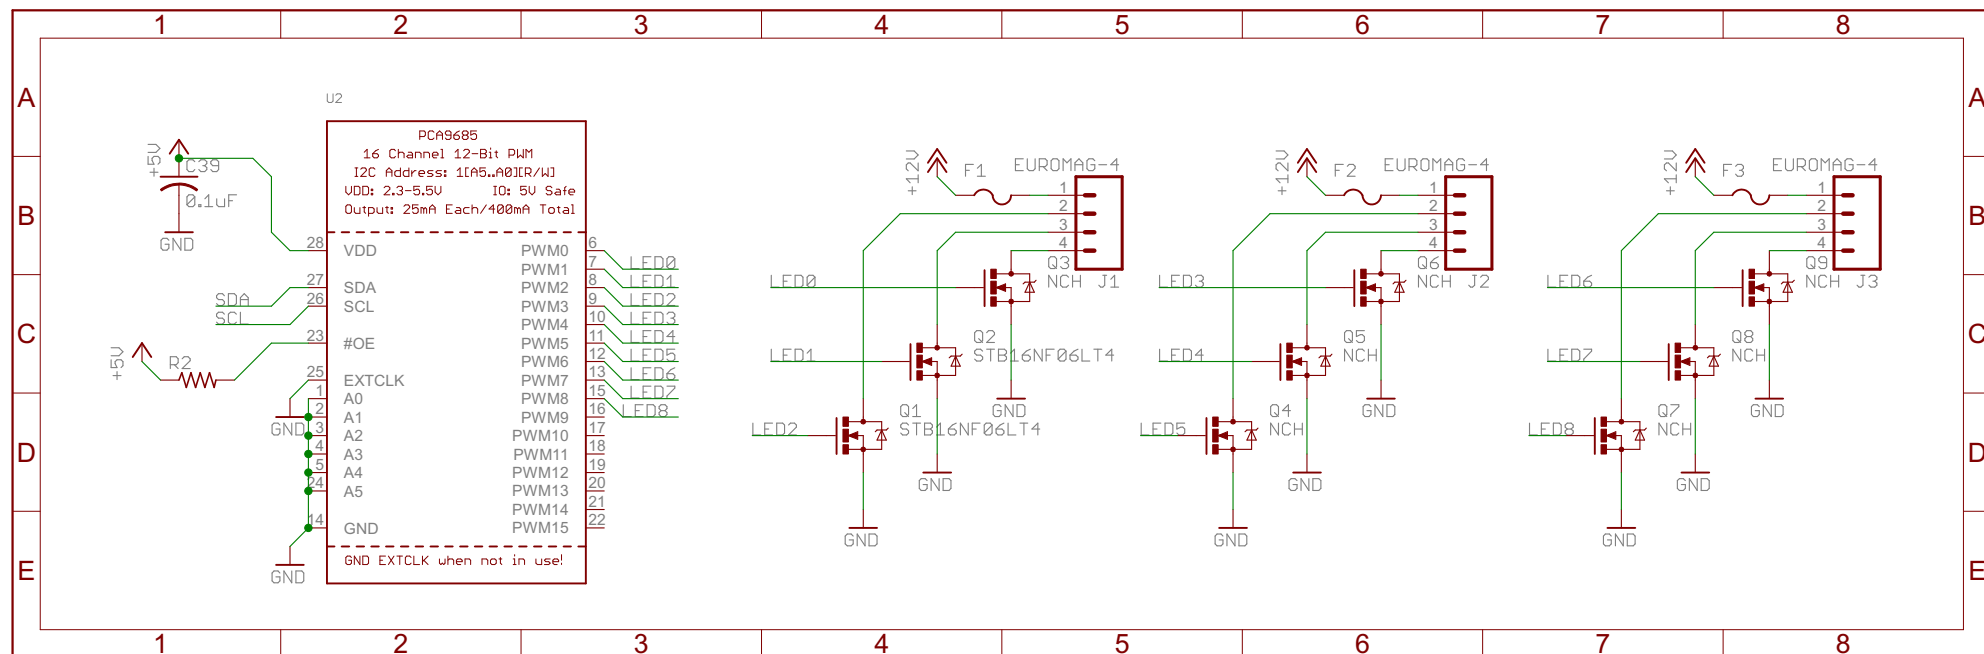 1 2 3 4 5 6 7 8
A A
B B
C C
D D
E E
U2
PCA9685
16 Channel 12-Bit PWM
I2C Address: 1[A5..A0][R/W]
VDD: 2.3-5.5V IO: 5V Safe
Output: 25mA Each/400mA Total
28 VDD
27 SDA
26 SCL
23 #OE
25 EXTCLK
1 A0
2 A1
3 A2
4 A3
5 A4
24 A5
14 GND
PWM0 6
PWM1 7
PWM2 8
PWM3 9
PWM4 10
PWM5 11
PWM6 12
PWM7 13
PWM8 15
PWM9 16
PWM10 17
PWM11 18
PWM12 19
PWM13 20
PWM14 21
PWM15 22
GND EXTCLK when not in use!
+5V
C39
0.1uF
GND
SDA
SCL
+5V
R2
GND
GND
LED0
LED1
LED2
LED3
LED4
LED5
LED6
LED7
LED8
+12V
F1
EUROMAG-4
1
2
3
4
Q3
NCH
J1
LED0
Q2
STB16NF06LT4
LED1
GND
Q1
STB16NF06LT4
LED2
GND
GND
+12V
F2
EUROMAG-4
1
2
3
4
Q6
NCH
J2
LED3
Q5
NCH
LED4
GND
Q4
NCH
LED5
GND
GND
+12V
F3
EUROMAG-4
1
2
3
4
Q9
NCH
J3
LED6
Q8
NCH
LED7
GND
Q7
NCH
LED8
GND
GND
1 2 3 4 5 6 7 8